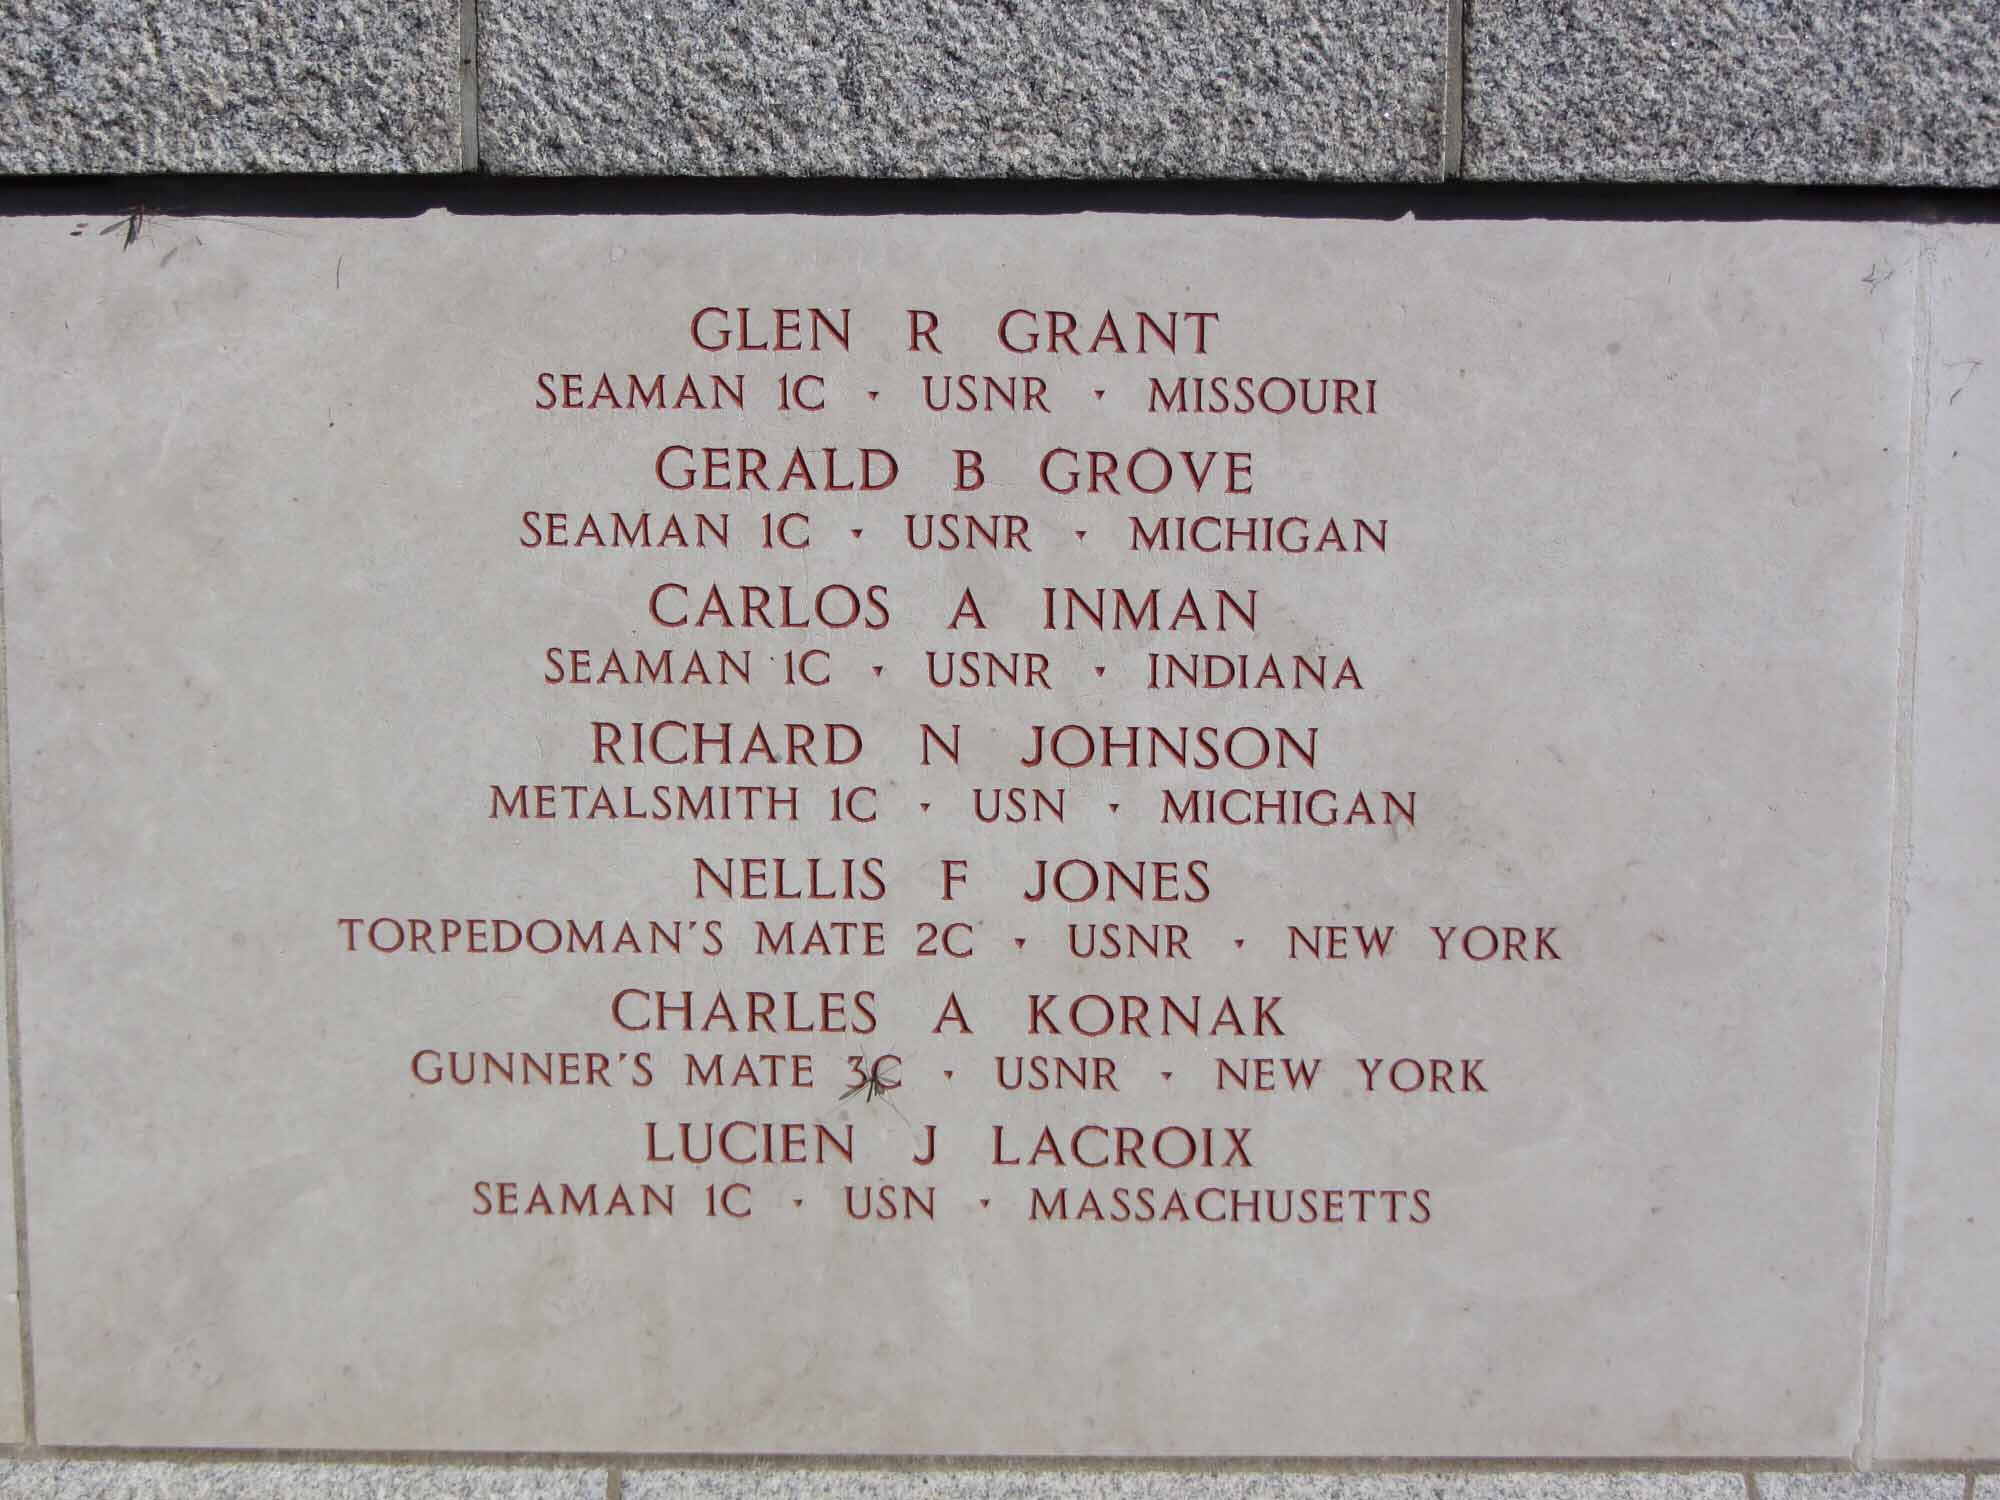 GLEN R GRANT
SEAMAN 1C ▾ USNR ▾ MISSOURI
GERALD B GROVE
SEAMAN 1C ▾ USNR ▾ MICHIGAN
CARLOS A INMAN
SEAMAN 1C ▾ USNR ▾ INDIANA
RICHARD N JOHNSON
METALSMITH 1C ▾ USN ▾ MICHIGAN
NELLIS F JONES
TORPEDOMAN'S MATE 2C ▾ USNR ▾ NEW YORK
CHARLES A KORNAK
GUNNER'S MATE 3C ▾ USNR ▾ NEW YORK
LUCIEN J LACROIX
SEAMAN 1C ▾ USN ▾ MASSACHUSETTS